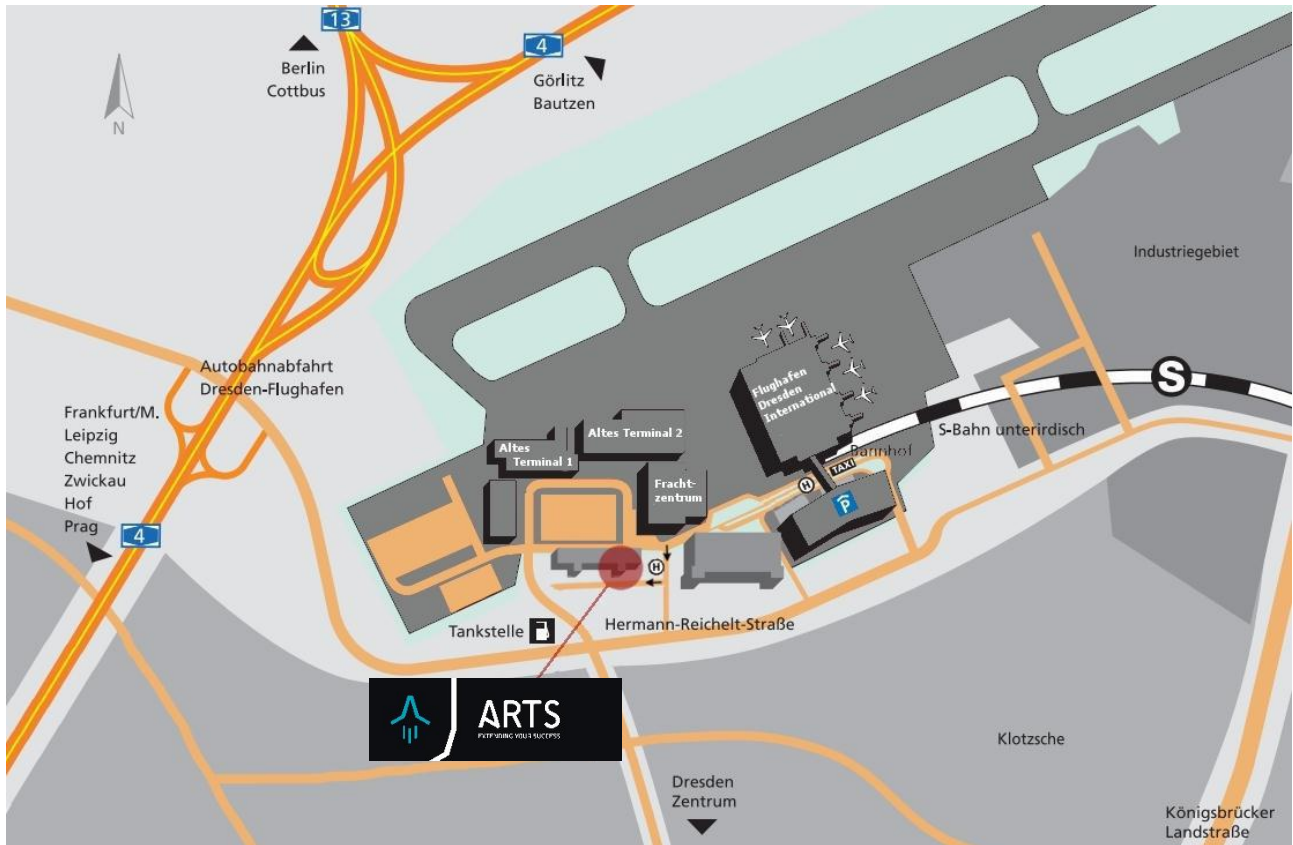 13
4
Berlin
Cottbus
Görlitz
Bautzen
N
Industriegebiet
Autobahnabfahrt
Dresden-Flughafen
Flughafen
Dresden
International
Frankfurt/M.
Leipzig
Chemnitz
Zwickau
Hof
Prag
4
Altes Terminal 2
Altes
Terminal 1
Fracht-
zentrum
S
S-Bahn unterirdisch
Bahnhof
TAXI
H
P
H
Tankstelle
Hermann-Reichelt-Straße
ARTS
EXTENDING YOUR SUCCESS
Klotzsche
Dresden
Zentrum
Königsbrücker
Landstraße